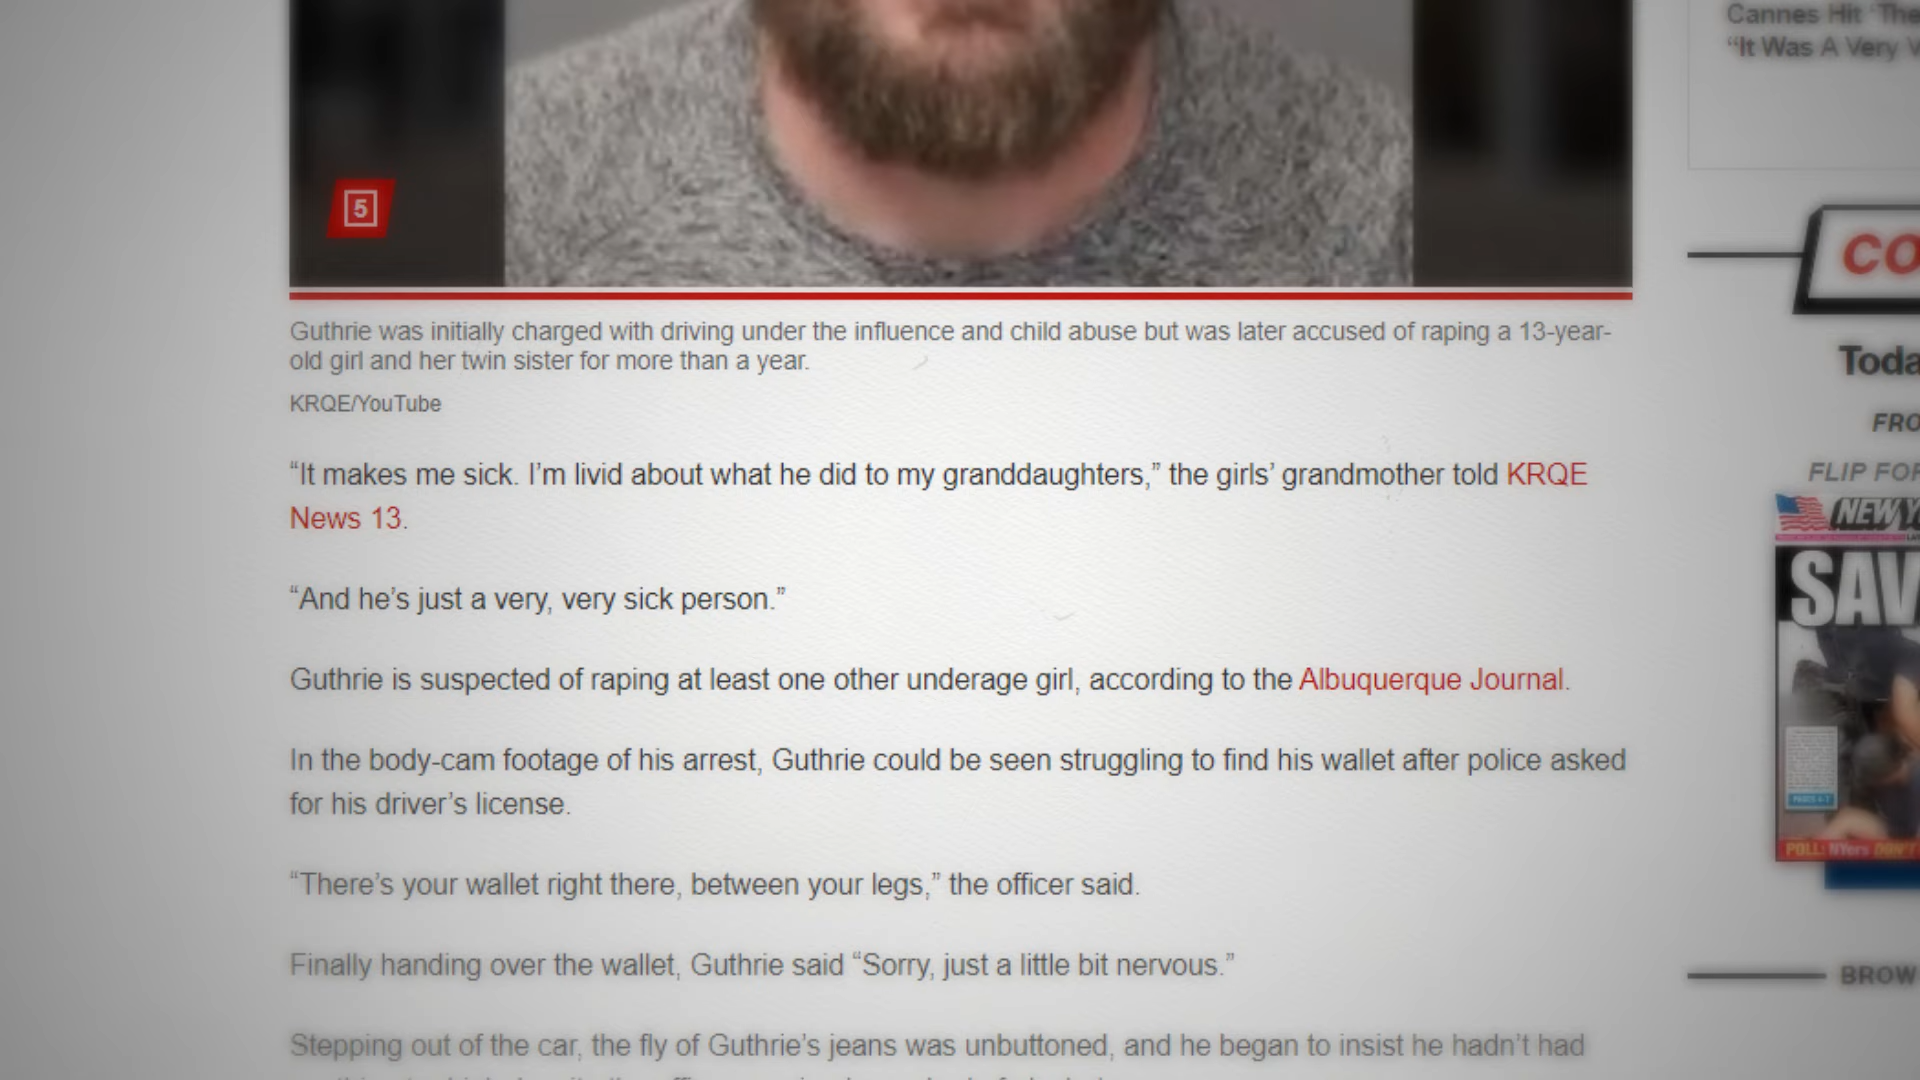 Cannes Hit 'The
“It Was A Very
5
CO
Guthrie was initially charged with driving under the influence and child abuse but was later accused of raping a 13-year-
old girl and her twin sister for more than a year.
Toda
KRQE/YouTube
FRO
“It makes me sick. I’m livid about what he did to my granddaughters,” the girls’ grandmother told KRQE
News 13.
FLIP FOR
NEW Y
SAV
“And he’s just a very, very sick person.”
Guthrie is suspected of raping at least one other underage girl, according to the Albuquerque Journal.
In the body-cam footage of his arrest, Guthrie could be seen struggling to find his wallet after police asked
for his driver’s license.
POLL: NYers DON'T
“There’s your wallet right there, between your legs,” the officer said.
Finally handing over the wallet, Guthrie said “Sorry, just a little bit nervous.”
BROW
Stepping out of the car, the fly of Guthrie’s jeans was unbuttoned, and he began to insist he hadn’t had